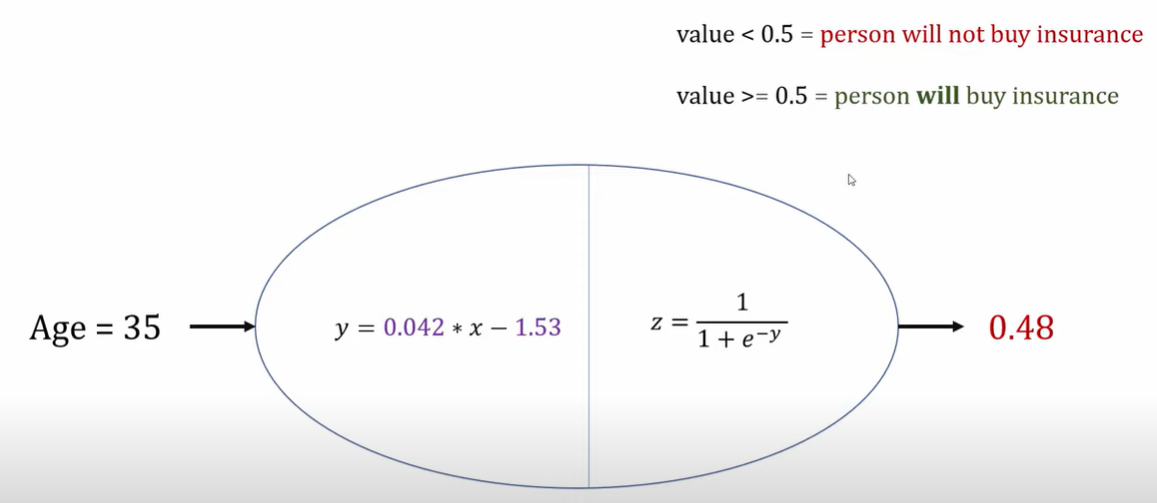 value < 0.5 = person will not buy insurance
value >= 0.5 = person will buy insurance
Age = 35
y = 0.042 * x − 1.53
z = 1 / (1 + e^−y)
0.48